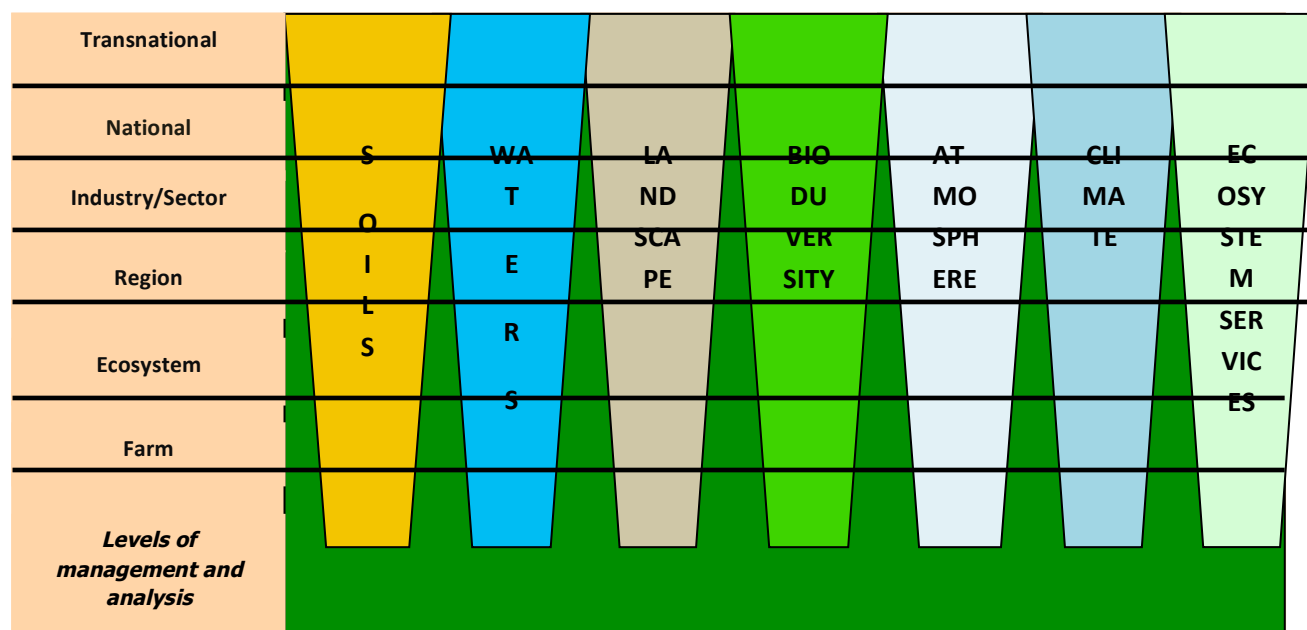 Transnational
National
Industry/Sector
Region
Ecosystem
Farm
Levels of
management and
analysis
S
O
I
L
S
WA
T
E
R
S
LA
ND
SCA
PE
BIO
DU
VER
SITY
AT
MO
SPH
ERE
CLI
MA
TE
EC
OSY
STE
M
SER
VIC
ES